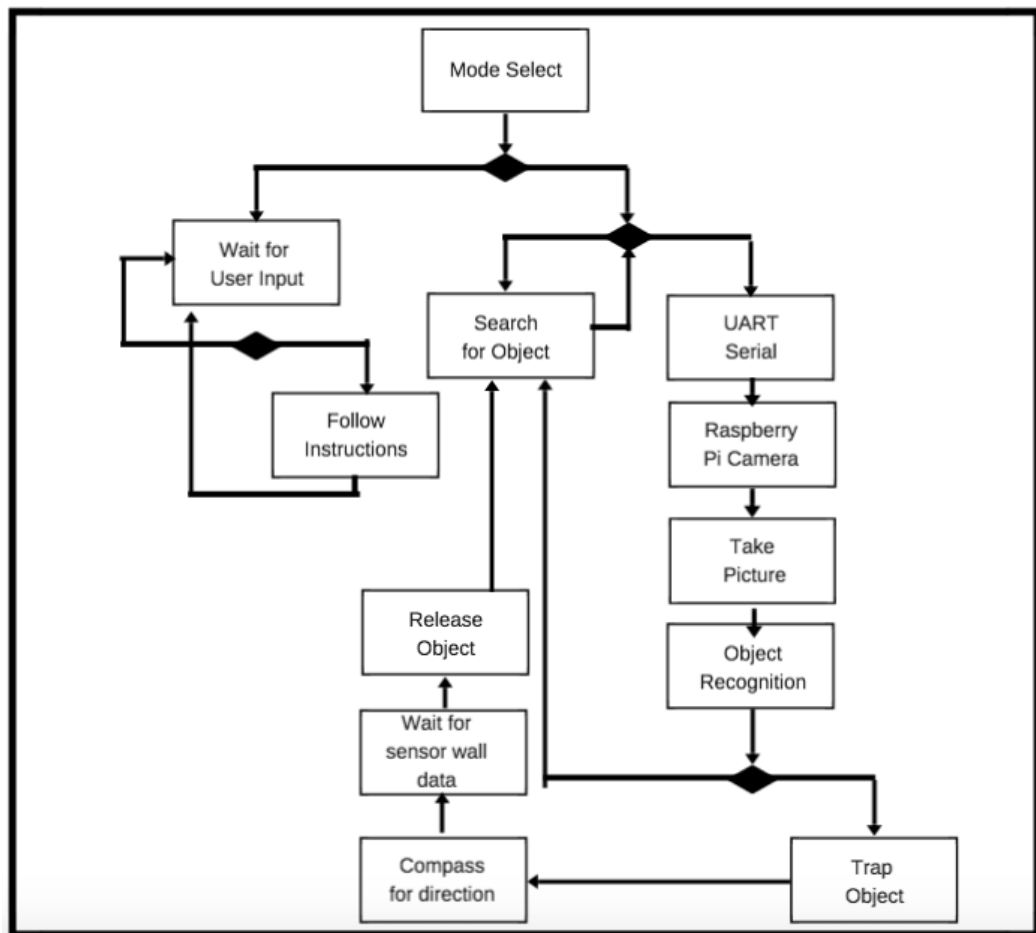 Mode Select
Wait for
User Input
Search
for Object
UART
Serial
Follow
Instructions
Raspberry
Pi Camera
Take
Picture
Release
Object
Object
Recognition
Wait for
sensor wall
data
Compass
for direction
Trap
Object